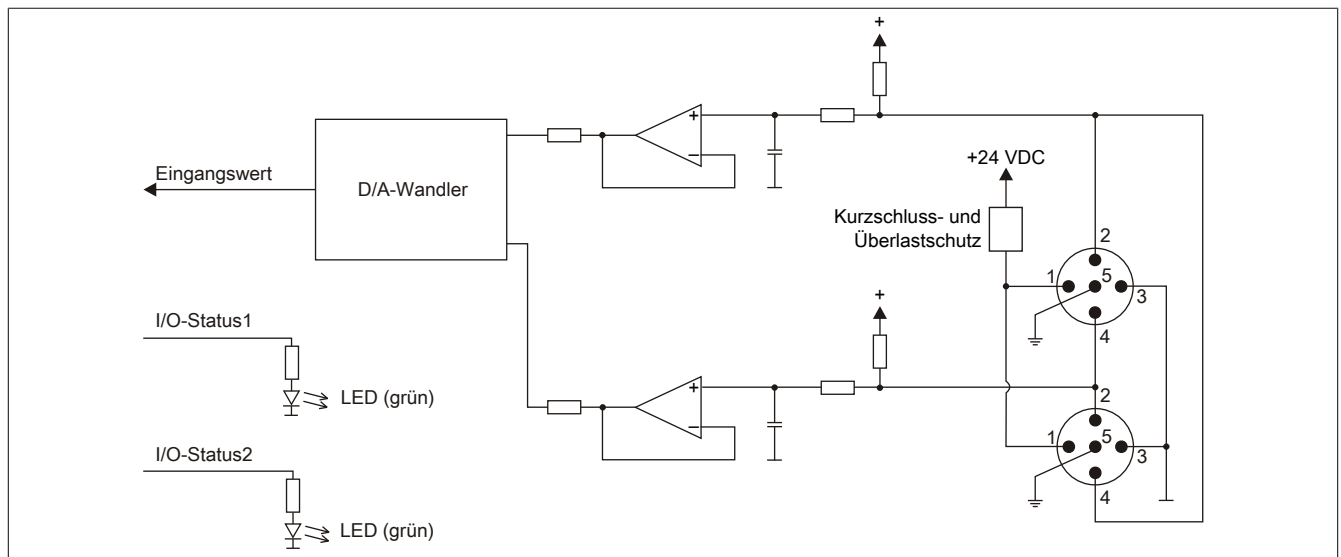 +
+24 VDC
Eingangswert
D/A-Wandler
+
−
Kurzschluss- und
Überlastschutz
2
1
5
3
4
+
I/O-Status1
LED (grün)
+
−
2
1
5
3
4
I/O-Status2
LED (grün)